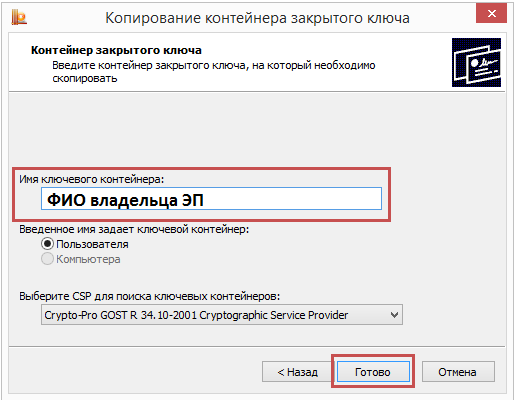 Копирование контейнера закрытого ключа
Контейнер закрытого ключа
Введите контейнер закрытого ключа, на который необходимо
скопировать
Имя ключевого контейнера:
ФИО владельца ЭП
Введенное имя задает ключевой контейнер:
Пользователя
Компьютера
Выберите CSP для поиска ключевых контейнеров:
Crypto-Pro GOST R 34.10-2001 Cryptographic Service Provider
< Назад Готово Отмена